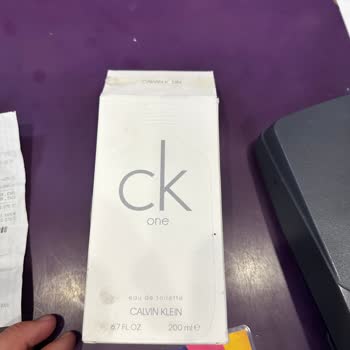 CALVIN KLEIN
ck
one
eau de toilette
CALVIN KLEIN
6.7 FL OZ 200 ml ℮